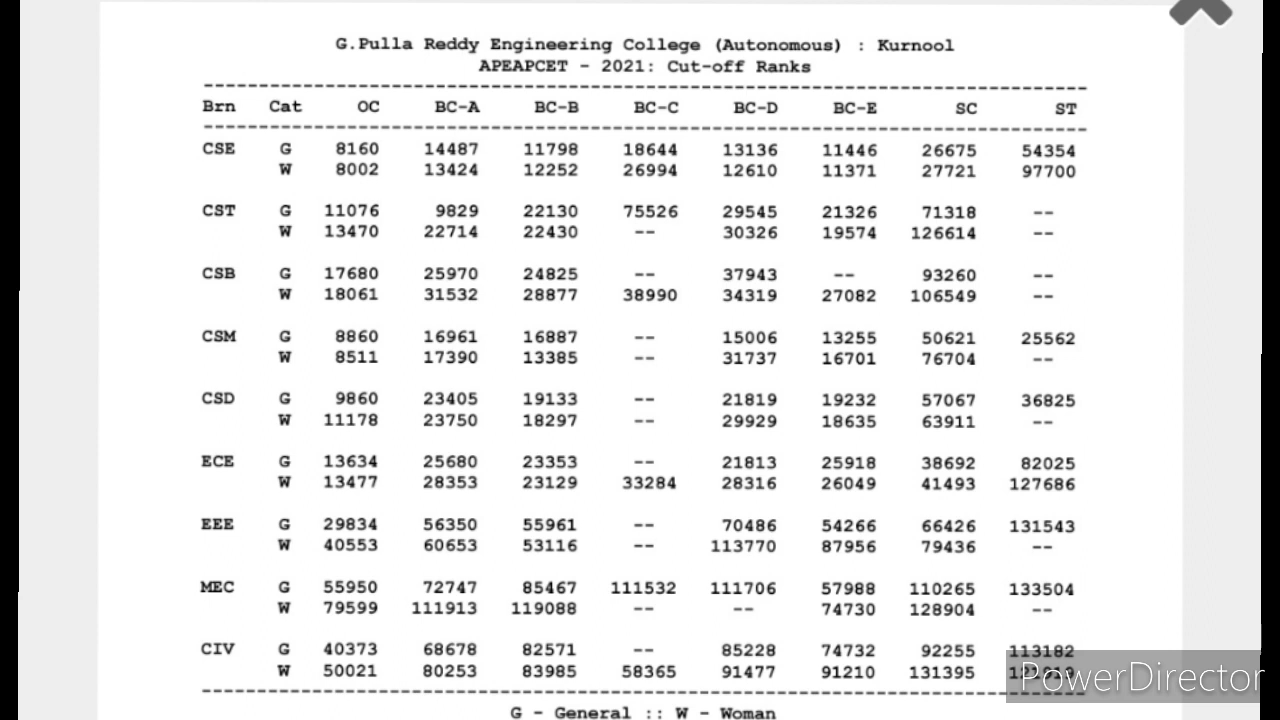 G.Pulla Reddy Engineering College (Autonomous) : Kurnool
APEAPCET - 2021: Cut-off Ranks
Brn Cat OC BC-A BC-B BC-C BC-D BC-E SC ST
CSE G 8160 14487 11798 18644 13136 11446 26675 54354
W 8002 13424 12252 26994 12610 11371 27721 97700
CST G 11076 9829 22130 75526 29545 21326 71318 --
W 13470 22714 22430 -- 30326 19574 126614 --
CSB G 17680 25970 24825 -- 37943 -- 93260 --
W 18061 31532 28877 38990 34319 27082 106549 --
CSM G 8860 16961 16887 -- 15006 13255 50621 25562
W 8511 17390 13385 -- 31737 16701 76704 --
CSD G 9860 23405 19133 -- 21819 19232 57067 36825
W 11178 23750 18297 -- 29929 18635 63911 --
ECE G 13634 25680 23353 -- 21813 25918 38692 82025
W 13477 28353 23129 33284 28316 26049 41493 127686
EEE G 29834 56350 55961 -- 70486 54266 66426 131543
W 40553 60653 53116 -- 113770 87956 79436 --
MEC G 55950 72747 85467 111532 111706 57988 110265 133504
W 79599 111913 119088 -- -- 74730 128904 --
CIV G 40373 68678 82571 -- 85228 74732 92255 113182
W 50021 80253 83985 58365 91477 91210 131395
PowerDirector
G - General :: W - Woman